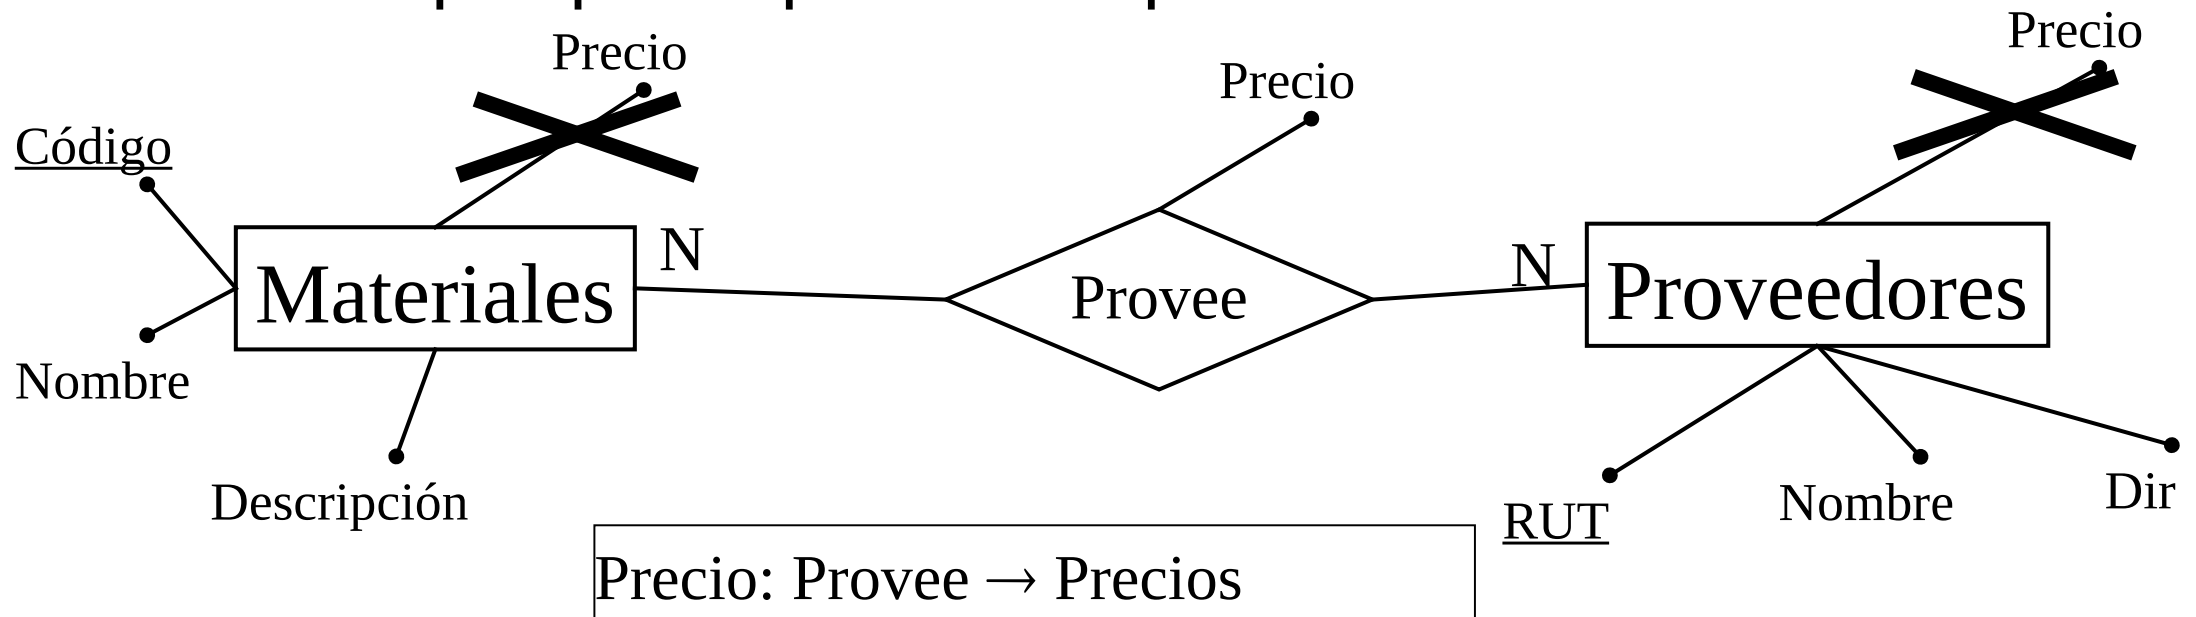 Precio
Precio
Precio
Código
N
N
Materiales
Provee
Proveedores
Nombre
Descripción
RUT
Nombre
Dir
Precio: Provee → Precios